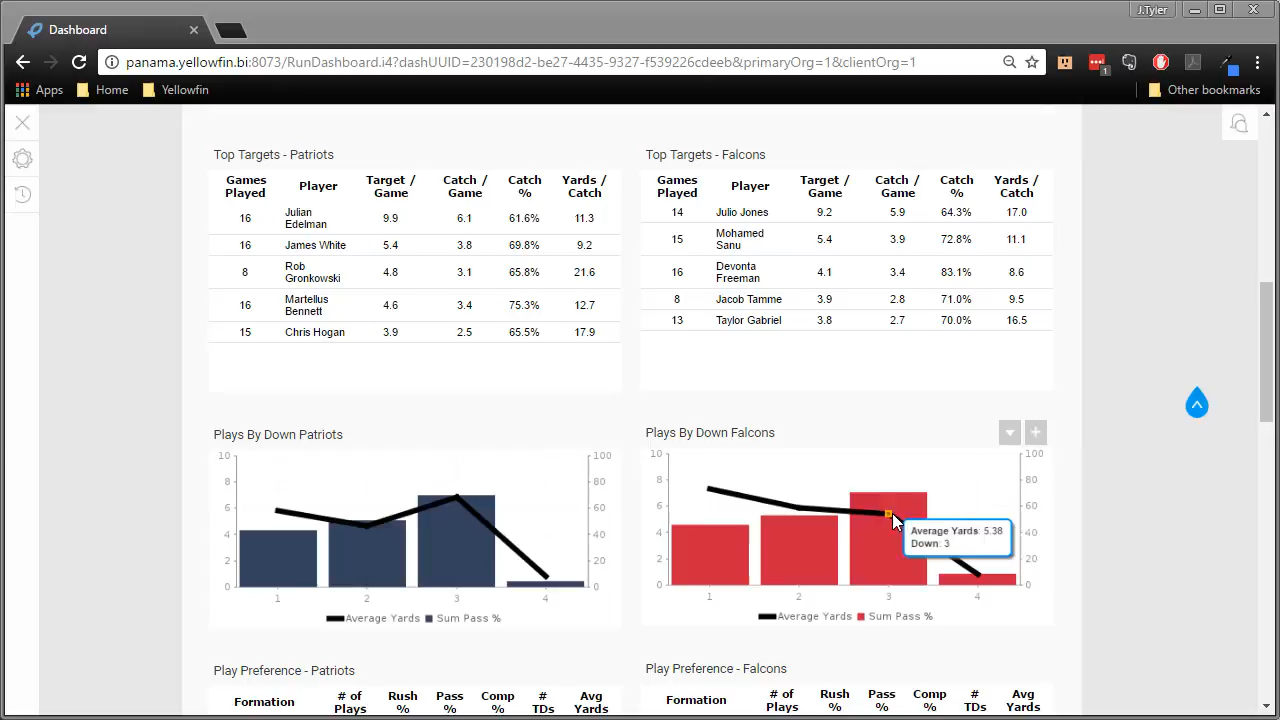 J.Tyler
Dashboard
panama.yellowfin.bi:8073/RunDashboard.i4?dashUUID=230198d2-be27-4435-9327-f539226cdeeb&primaryOrg=1&clientOrg=1
1
Apps Home Yellowfin Other bookmarks
Top Targets - Patriots
Games Played Player Target / Game Catch / Game Catch % Yards / Catch
16 Julian Edelman 9.9 6.1 61.6% 11.3
16 James White 5.4 3.8 69.8% 9.2
8 Rob Gronkowski 4.8 3.1 65.8% 21.6
16 Martellus Bennett 4.6 3.4 75.3% 12.7
15 Chris Hogan 3.9 2.5 65.5% 17.9
Top Targets - Falcons
Games Played Player Target / Game Catch / Game Catch % Yards / Catch
14 Julio Jones 9.2 5.9 64.3% 17.0
15 Mohamed Sanu 5.4 3.9 72.8% 11.1
16 Devonta Freeman 4.1 3.4 83.1% 8.6
8 Jacob Tamme 3.9 2.8 71.0% 9.5
13 Taylor Gabriel 3.8 2.7 70.0% 16.5
Plays By Down Patriots
10 100
8 80
6 60
4 40
2 20
0 0
1 2 3 4
Average Yards Sum Pass %
Plays By Down Falcons
10 100
8 80
6 60
4 40
2 20
0 0
Average Yards: 5.38
Down: 3
1 2 3 4
Average Yards Sum Pass %
Play Preference - Patriots
Formation # of Plays Rush % Pass % Comp % # TDs Avg Yards
Play Preference - Falcons
Formation # of Plays Rush % Pass % Comp % # TDs Avg Yards